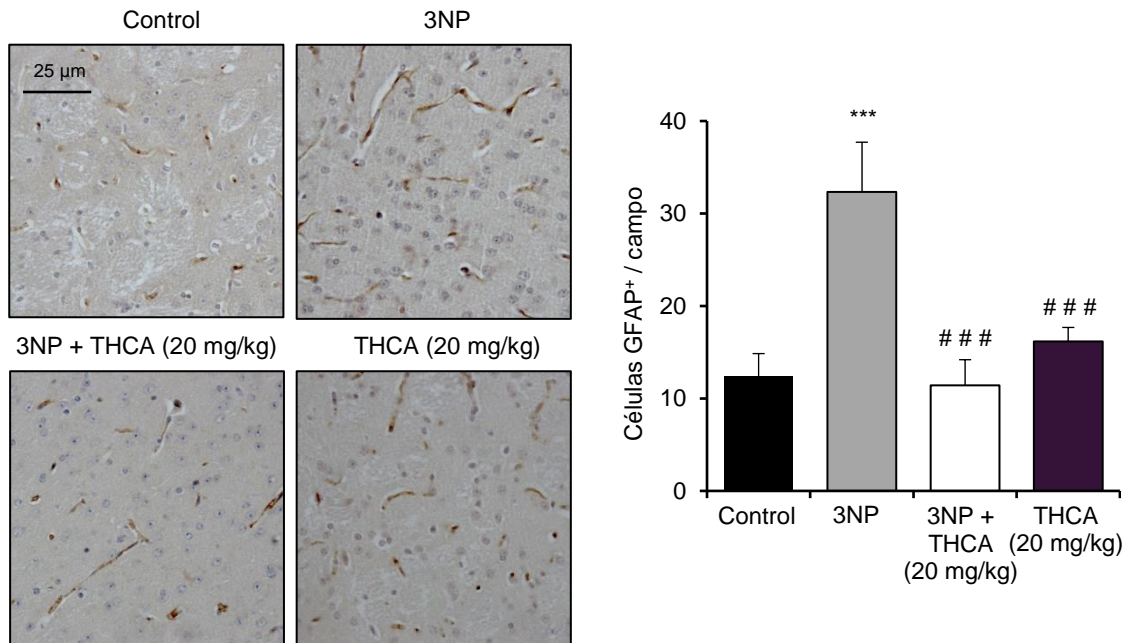 Control
3NP
25 µm
3NP + THCA (20 mg/kg)
THCA (20 mg/kg)
Células GFAP⁺ / campo
40
30
20
10
0
***
# # #
# # #
Control
3NP
3NP +
THCA
(20 mg/kg)
THCA
(20 mg/kg)